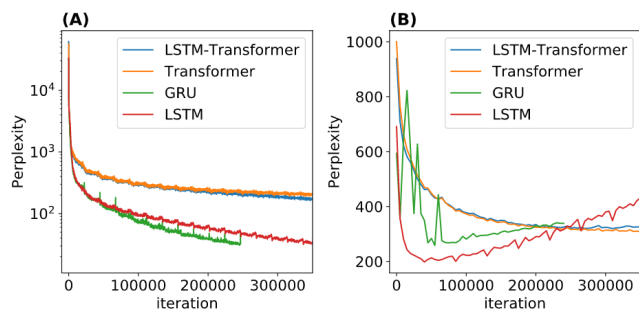 (A)
LSTM-Transformer
Transformer
GRU
LSTM
10^4
10^3
10^2
Perplexity
0 100000 200000 300000
iteration
(B)
LSTM-Transformer
Transformer
GRU
LSTM
1000
800
600
400
200
Perplexity
0 100000 200000 300000
iteration